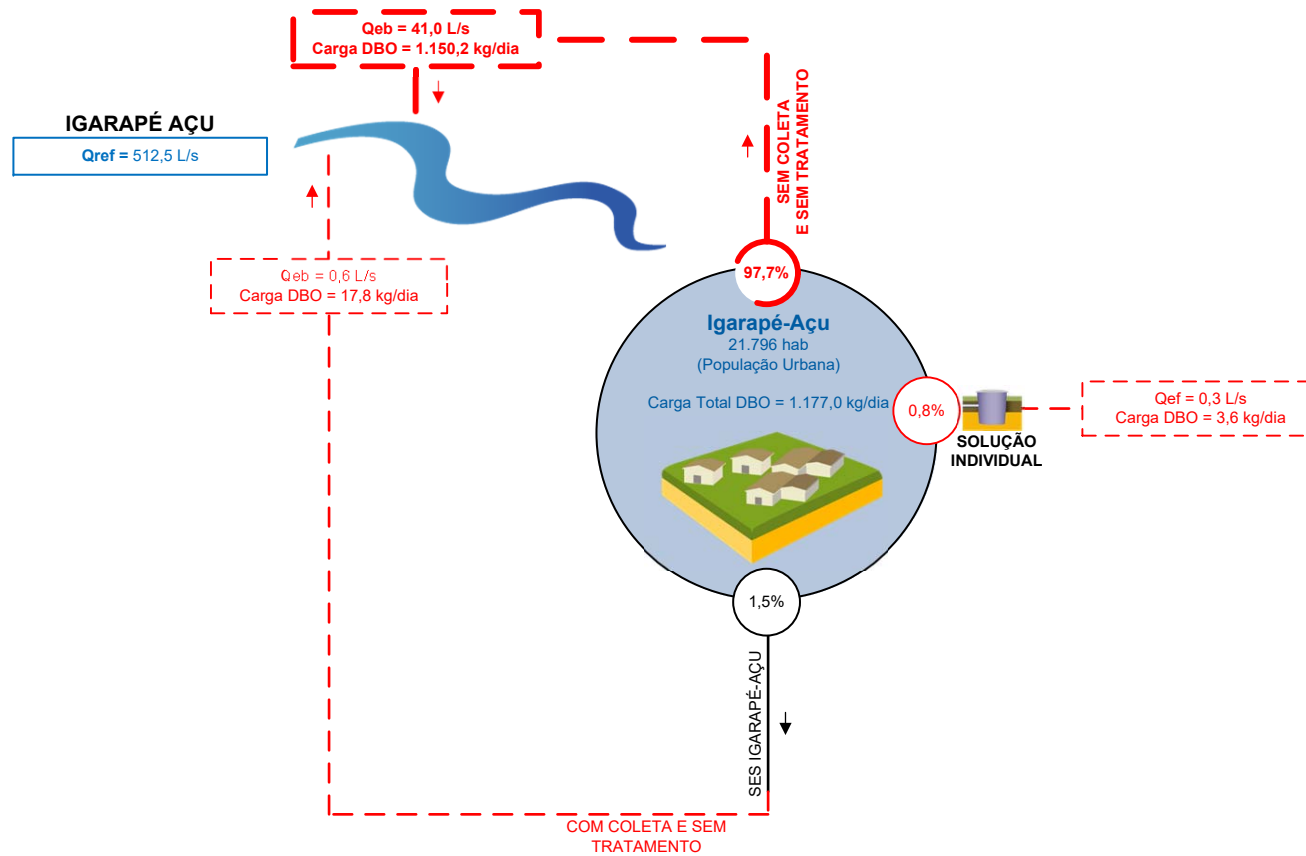 Qeb = 41,0 L/s
Carga DBO = 1.150,2 kg/dia
IGARAPÉ AÇU
Qref = 512,5 L/s
SEM COLETA
E SEM TRATAMENTO
Qeb = 0,6 L/s
Carga DBO = 17,8 kg/dia
97,7%
Igarapé-Açu
21.796 hab
(População Urbana)
Carga Total DBO = 1.177,0 kg/dia
0,8%
SOLUÇÃO
INDIVIDUAL
Qef = 0,3 L/s
Carga DBO = 3,6 kg/dia
1,5%
SES IGARAPÉ-AÇU
COM COLETA E SEM
TRATAMENTO